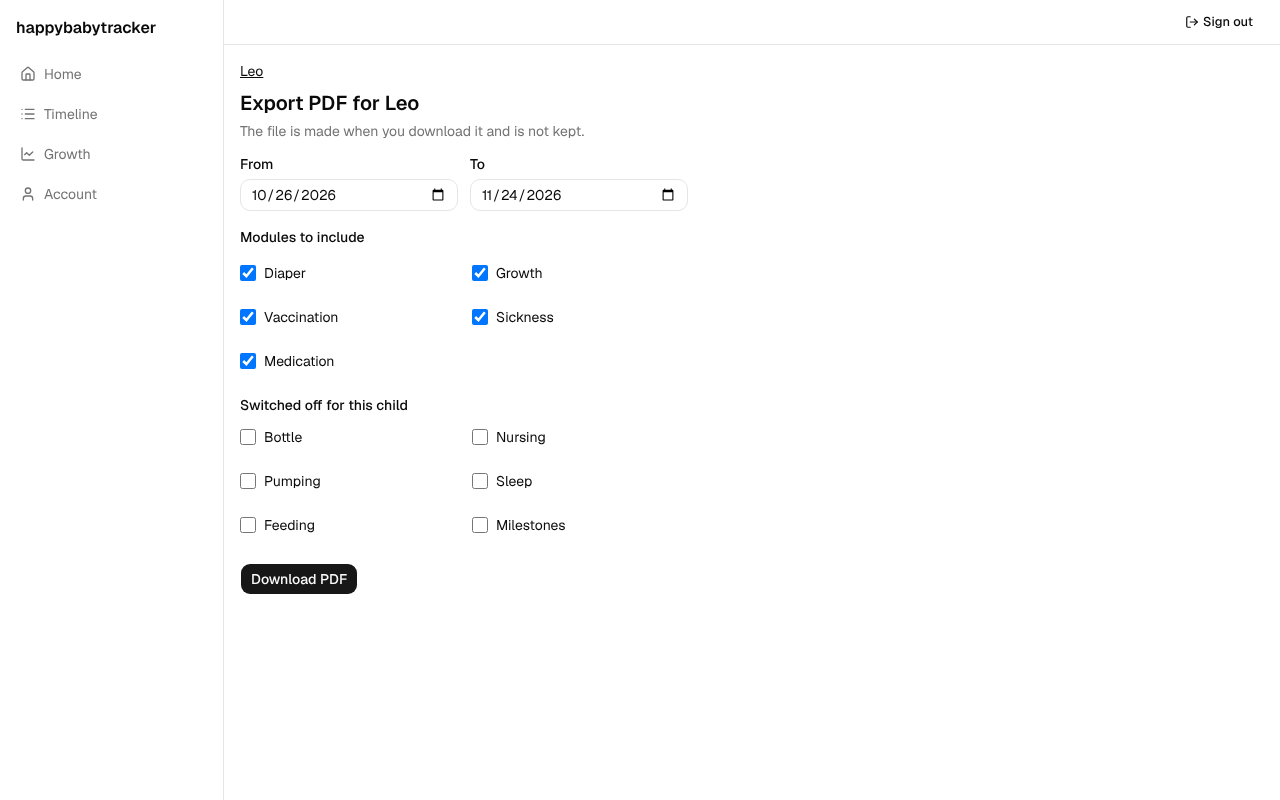 happybabytracker
Sign out
Home
Timeline
Growth
Account
Leo
Export PDF for Leo
The file is made when you download it and is not kept.
From To
10/26/2026 11/24/2026
Modules to include
Diaper Growth
Vaccination Sickness
Medication
Switched off for this child
Bottle Nursing
Pumping Sleep
Feeding Milestones
Download PDF